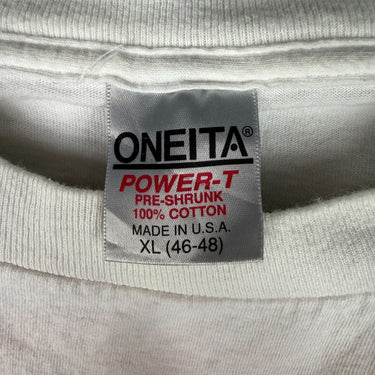 ONEITA®
POWER-T
PRE-SHRUNK
100% COTTON
MADE IN U.S.A.
XL (46-48)